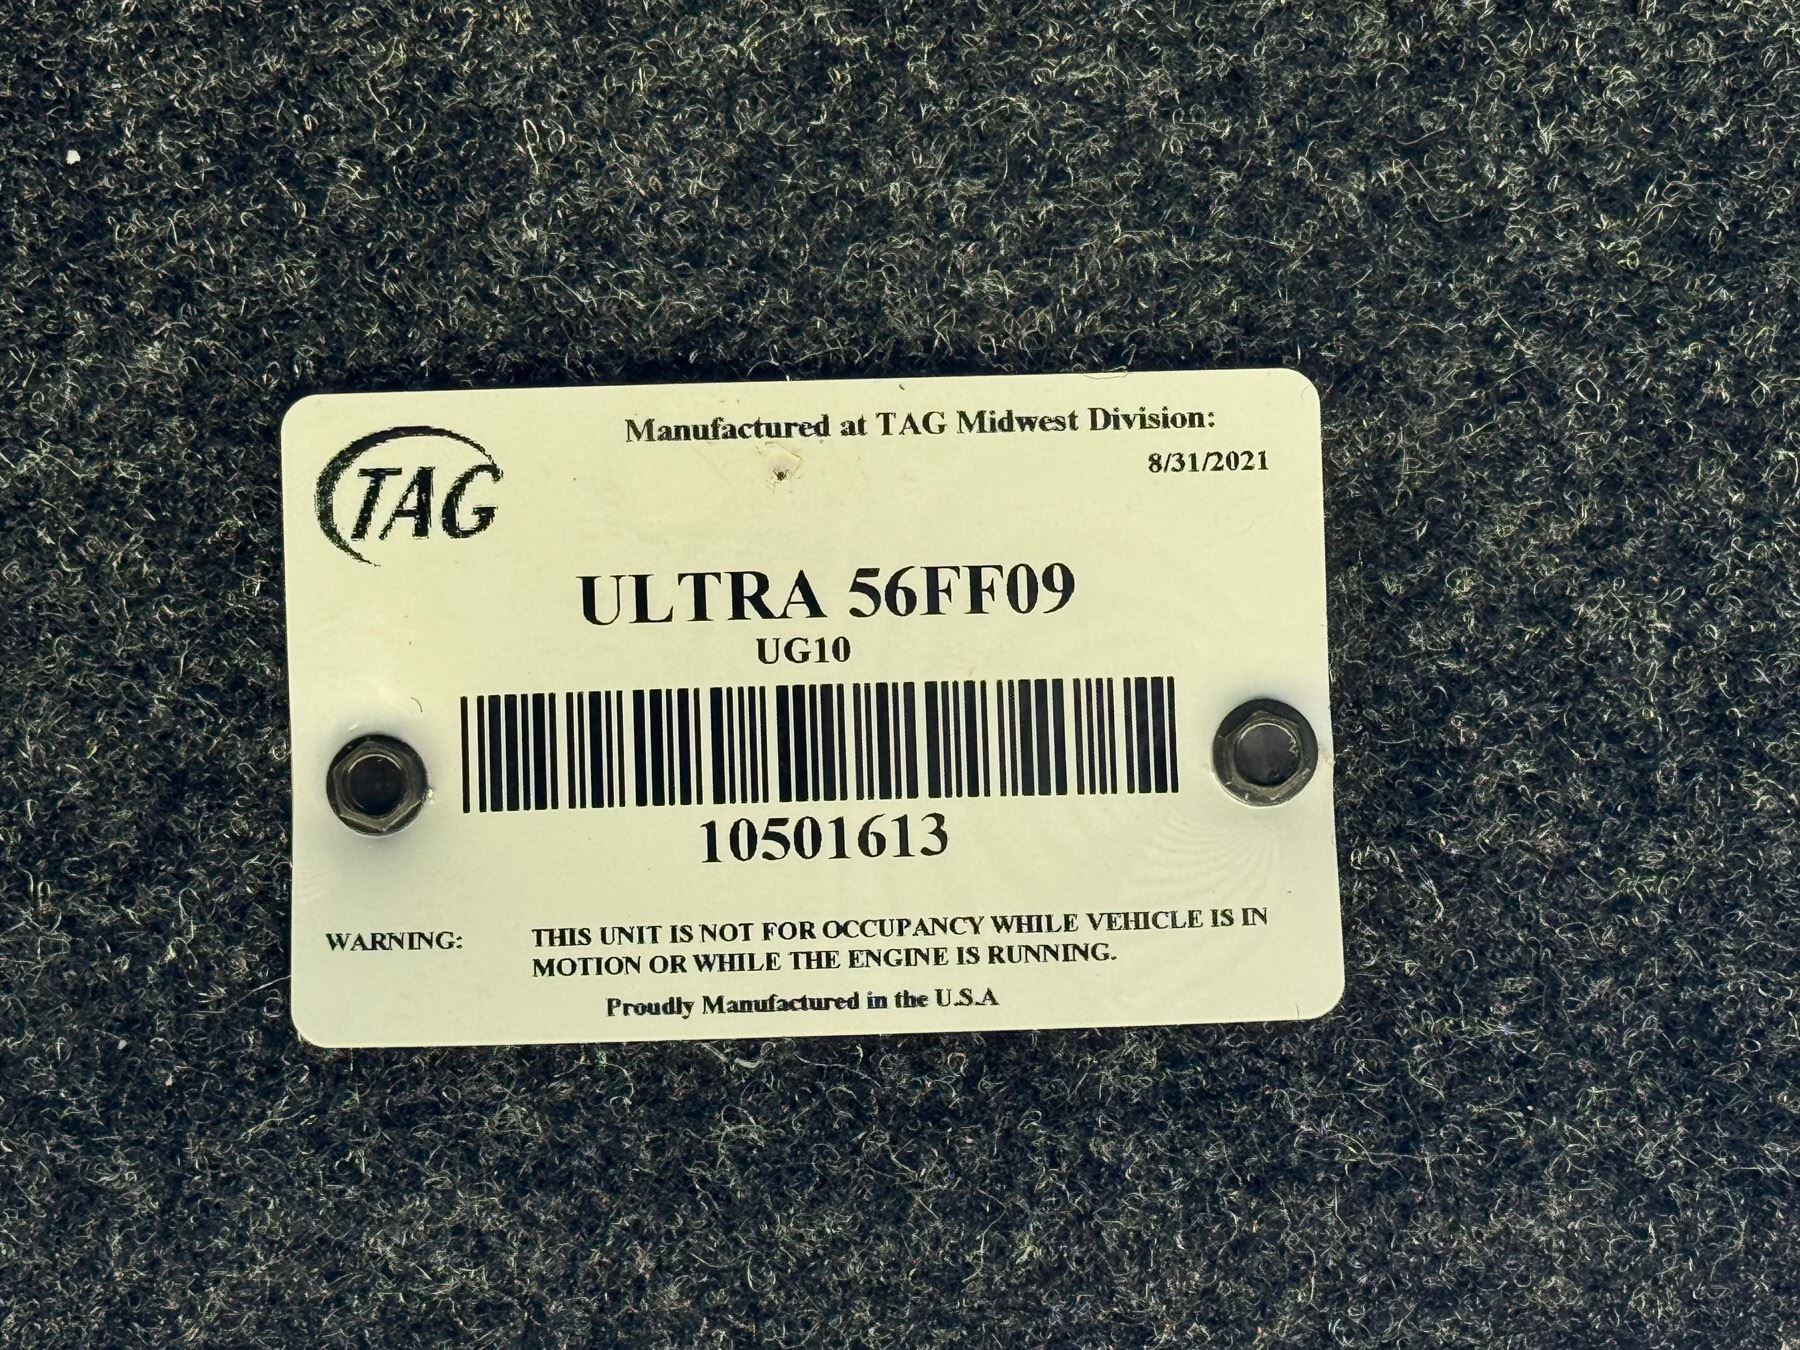 TAG
Manufactured at TAG Midwest Division:
8/31/2021
ULTRA 56FF09
UG10
10501613
WARNING: THIS UNIT IS NOT FOR OCCUPANCY WHILE VEHICLE IS IN
MOTION OR WHILE THE ENGINE IS RUNNING.
Proudly Manufactured in the U.S.A